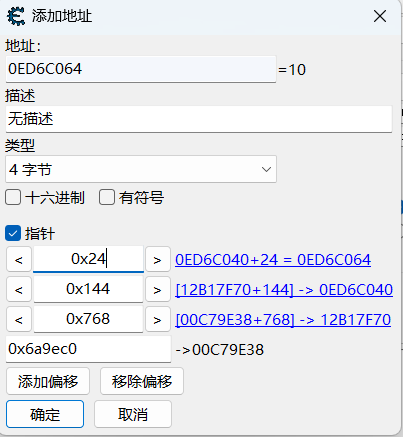 添加地址
地址：
0ED6C064 =10
描述
无描述
类型
4 字节
十六进制 有符号
指针
< 0x24 > 0ED6C040+24 = 0ED6C064
< 0x144 > [12B17F70+144] -> 0ED6C040
< 0x768 > [00C79E38+768] -> 12B17F70
0x6a9ec0 ->00C79E38
添加偏移 移除偏移
确定 取消